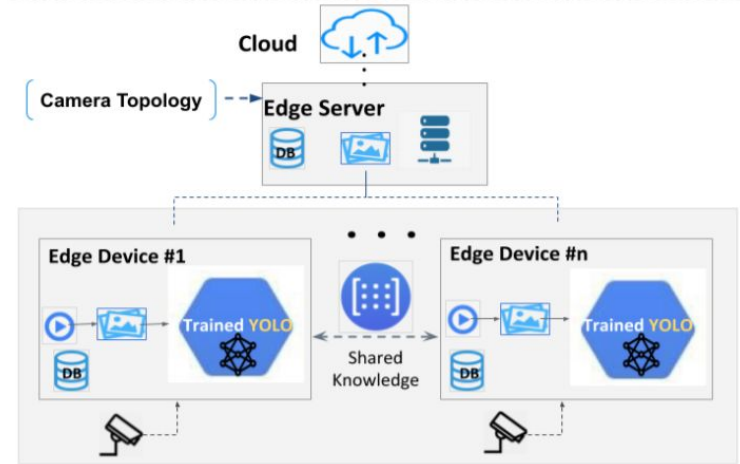 Cloud
Camera Topology
Edge Server
DB
Edge Device #1
Trained YOLO
DB
Shared
Knowledge
Edge Device #n
Trained YOLO
DB